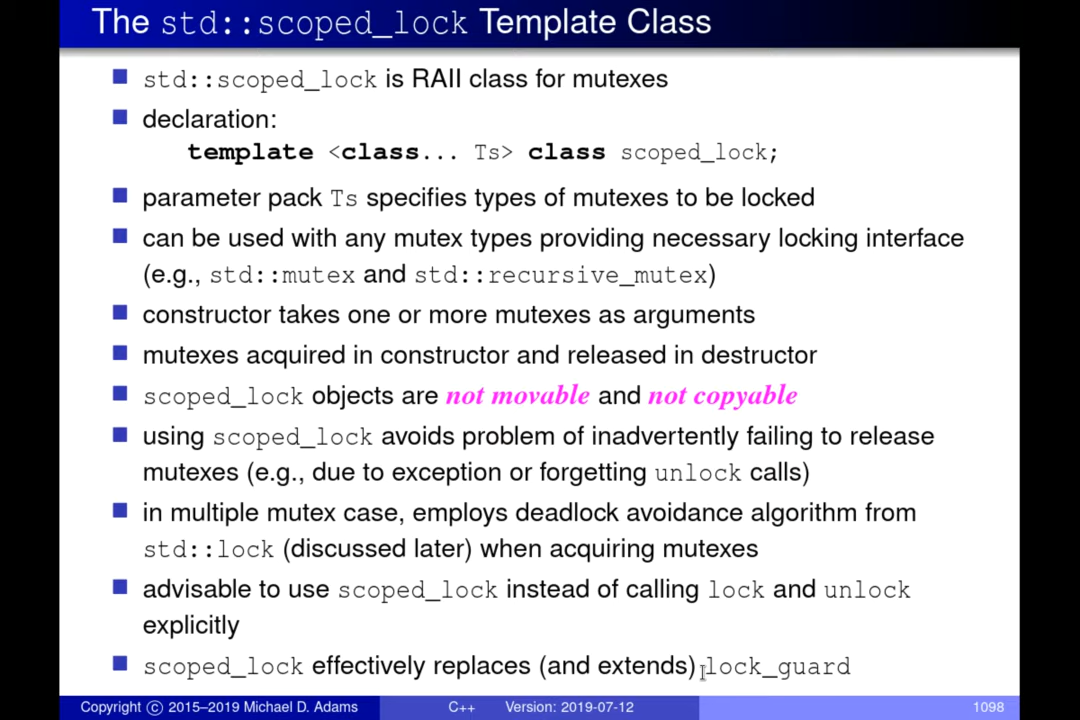 The std::scoped_lock Template Class
std::scoped_lock is RAII class for mutexes
declaration:
template <class... Ts> class scoped_lock;
parameter pack Ts specifies types of mutexes to be locked
can be used with any mutex types providing necessary locking interface
(e.g., std::mutex and std::recursive_mutex)
constructor takes one or more mutexes as arguments
mutexes acquired in constructor and released in destructor
scoped_lock objects are not movable and not copyable
using scoped_lock avoids problem of inadvertently failing to release
mutexes (e.g., due to exception or forgetting unlock calls)
in multiple mutex case, employs deadlock avoidance algorithm from
std::lock (discussed later) when acquiring mutexes
advisable to use scoped_lock instead of calling lock and unlock
explicitly
scoped_lock effectively replaces (and extends) lock_guard
Copyright © 2015–2019 Michael D. Adams C++ Version: 2019-07-12 1098